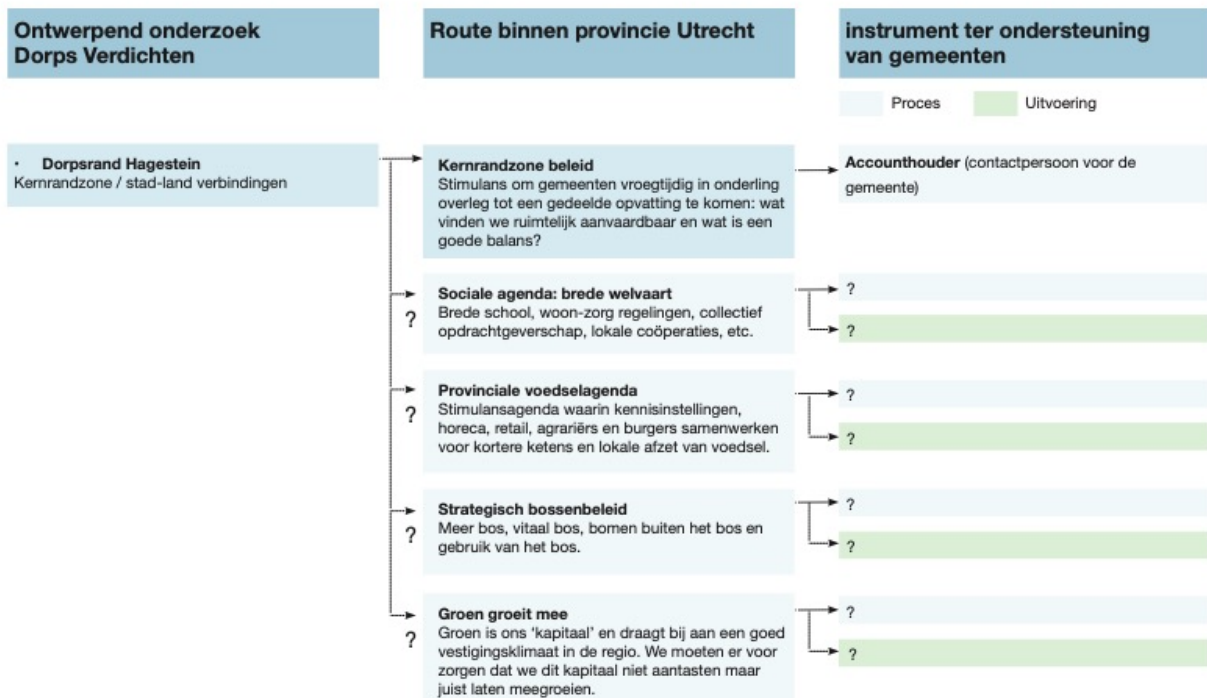 Ontwerpend onderzoek
Dorps Verdichten
Route binnen provincie Utrecht
instrument ter ondersteuning
van gemeenten
Proces
Uitvoering
• Dorpsrand Hagestein
Kernrandzone / stad-land verbindingen
Kernrandzone beleid
Stimulans om gemeenten vroegtijdig in onderling
overleg tot een gedeelde opvatting te komen: wat
vinden we ruimtelijk aanvaardbaar en wat is een
goede balans?
Accounthouder (contactpersoon voor de
gemeente)
?
Sociale agenda: brede welvaart
Brede school, woon-zorg regelingen, collectief
opdrachtgeverschap, lokale coöperaties, etc.
?
?
?
Provinciale voedselagenda
Stimulansagenda waarin kennisinstellingen,
horeca, retail, agrariërs en burgers samenwerken
voor kortere ketens en lokale afzet van voedsel.
?
?
?
Strategisch bossenbeleid
Meer bos, vitaal bos, bomen buiten het bos en
gebruik van het bos.
?
?
?
Groen groeit mee
Groen is ons ‘kapitaal’ en draagt bij aan een goed
vestigingsklimaat in de regio. We moeten er voor
zorgen dat we dit kapitaal niet aantasten maar
juist laten meegroeien.
?
?